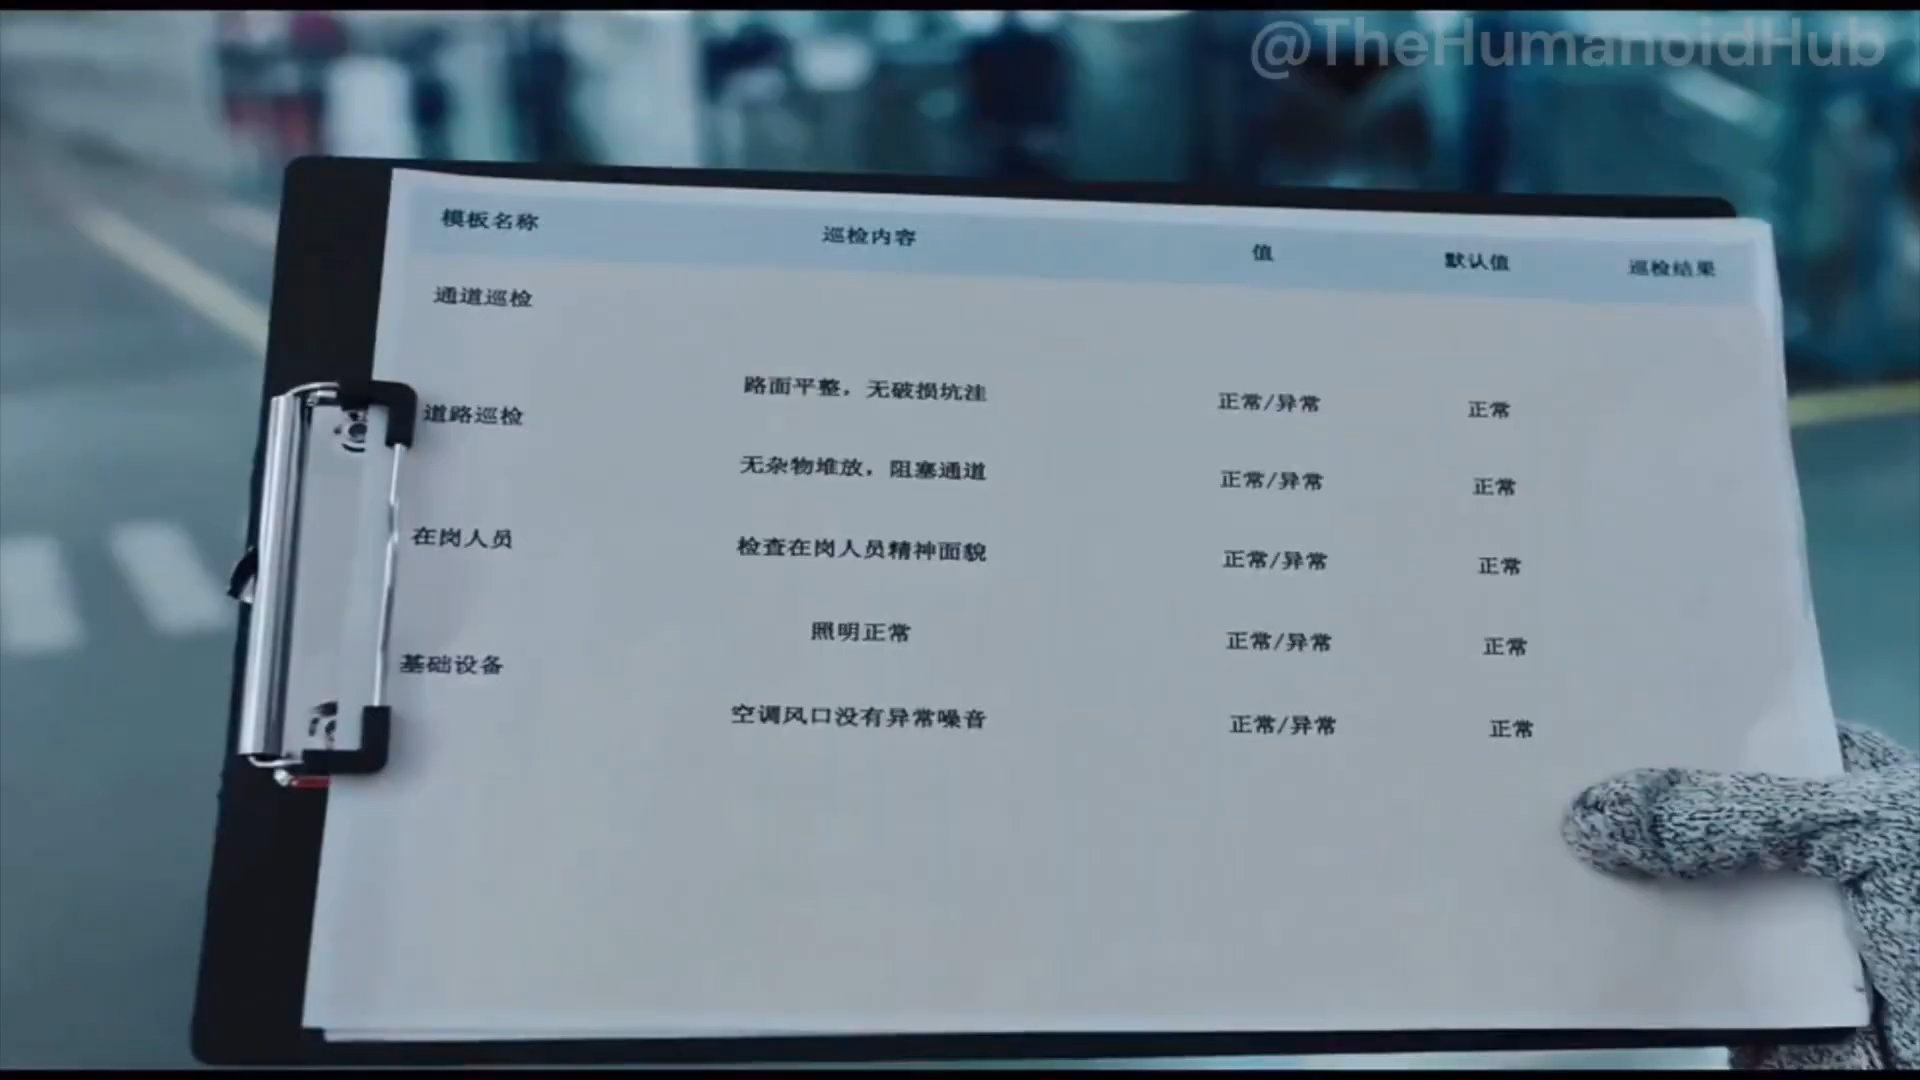 @TheHumanoidHub
模板名称 巡检内容 值 默认值 巡检结果
通道巡检
路面平整，无破损坑洼 正常/异常 正常
道路巡检
无杂物堆放，阻塞通道 正常/异常 正常
在岗人员 检查在岗人员精神面貌 正常/异常 正常
照明正常 正常/异常 正常
基础设备
空调风口没有异常噪音 正常/异常 正常